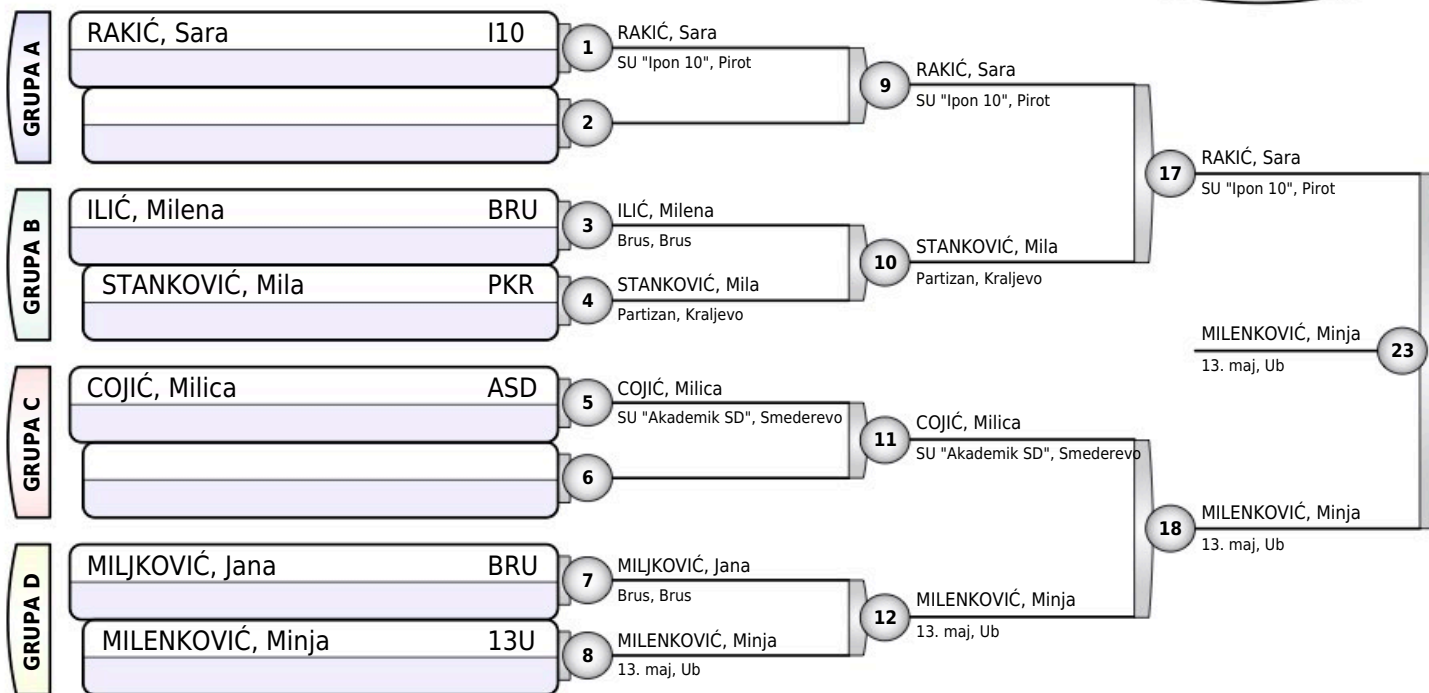 GRUPA A
RAKIĆ, Sara I10
1
RAKIĆ, Sara
SU "Ipon 10", Pirot
2
9
RAKIĆ, Sara
SU "Ipon 10", Pirot
17
RAKIĆ, Sara
SU "Ipon 10", Pirot
GRUPA B
ILIĆ, Milena BRU
3
ILIĆ, Milena
Brus, Brus
STANKOVIĆ, Mila PKR
4
STANKOVIĆ, Mila
Partizan, Kraljevo
10
STANKOVIĆ, Mila
Partizan, Kraljevo
MILENKOVIĆ, Minja
13. maj, Ub
23
GRUPA C
COJIĆ, Milica ASD
5
COJIĆ, Milica
SU "Akademik SD", Smederevo
6
11
COJIĆ, Milica
SU "Akademik SD", Smederevo
18
MILENKOVIĆ, Minja
13. maj, Ub
GRUPA D
MILJKOVIĆ, Jana BRU
7
MILJKOVIĆ, Jana
Brus, Brus
MILENKOVIĆ, Minja 13U
8
MILENKOVIĆ, Minja
13. maj, Ub
12
MILENKOVIĆ, Minja
13. maj, Ub